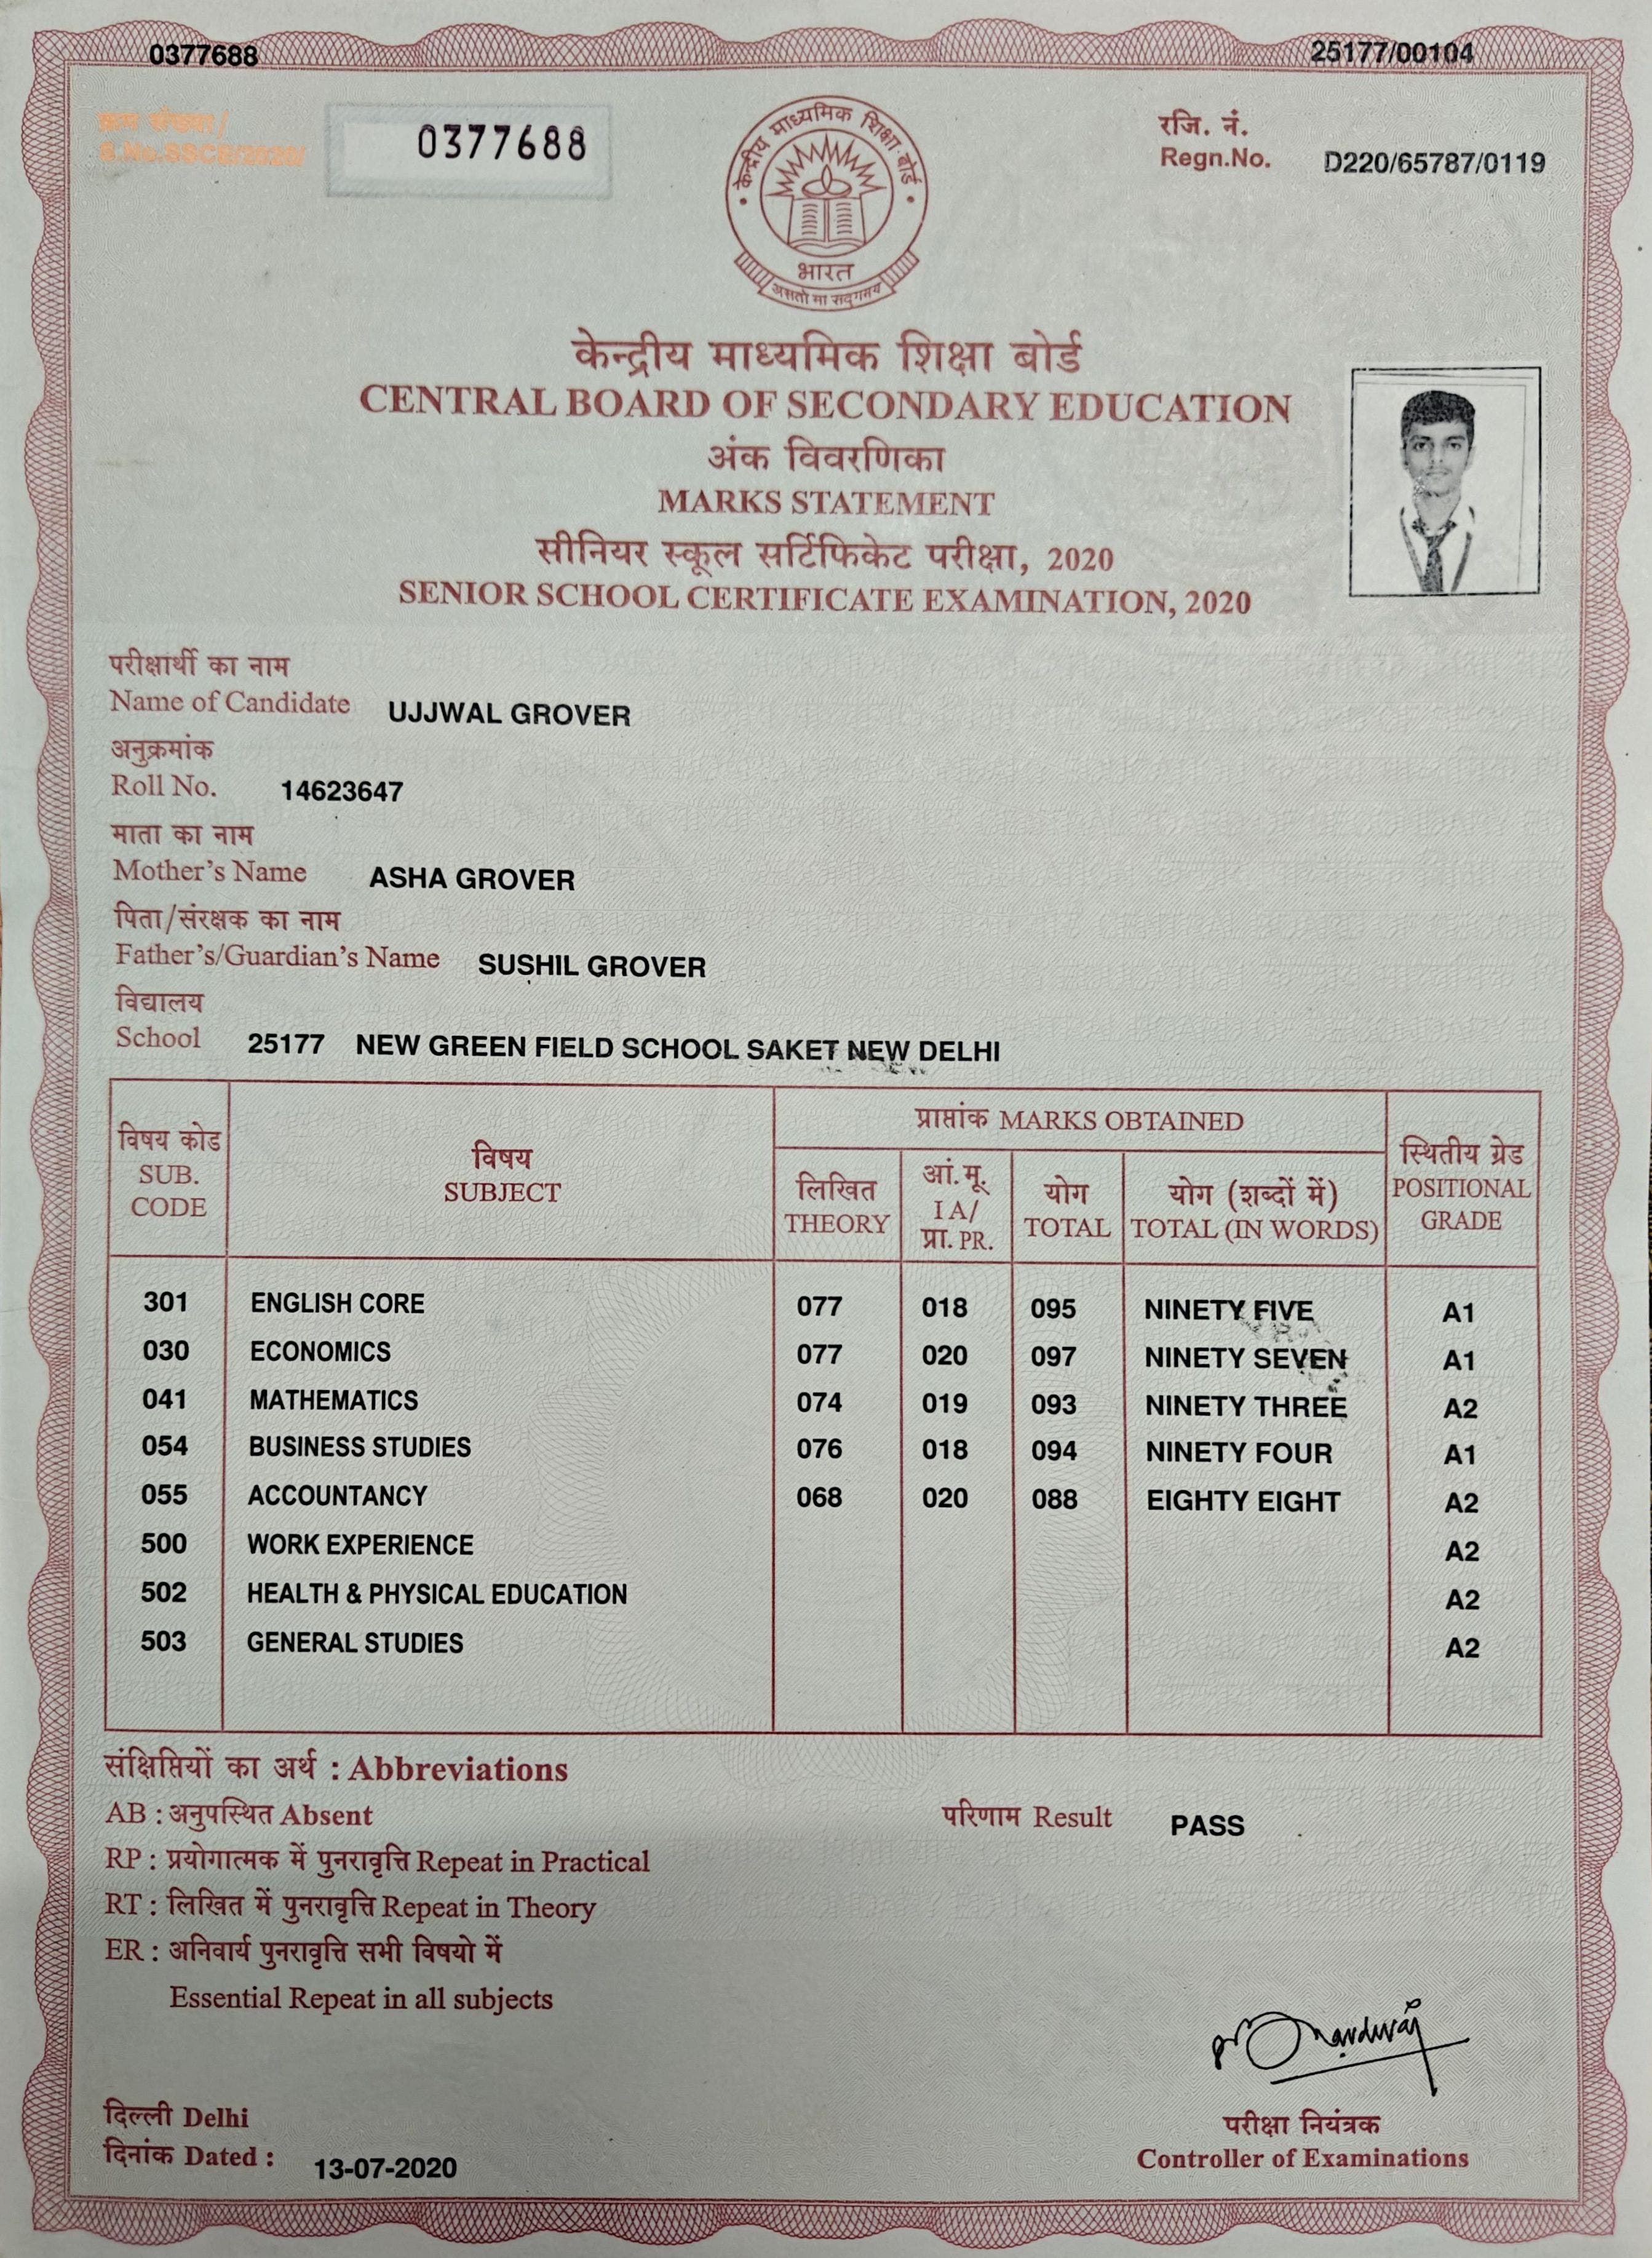 0377688
25177/00104
क्रम संख्या/
S.No.SSCE/2020/
0377688
रजि. नं.
Regn.No. D220/65787/0119
केन्द्रीय माध्यमिक शिक्षा बोर्ड
भारत
असतो मा सद्गमय
केन्द्रीय माध्यमिक शिक्षा बोर्ड
CENTRAL BOARD OF SECONDARY EDUCATION
अंक विवरणिका
MARKS STATEMENT
सीनियर स्कूल सर्टिफिकेट परीक्षा, 2020
SENIOR SCHOOL CERTIFICATE EXAMINATION, 2020
परीक्षार्थी का नाम
Name of Candidate UJJWAL GROVER
अनुक्रमांक
Roll No. 14623647
माता का नाम
Mother's Name ASHA GROVER
पिता/संरक्षक का नाम
Father's/Guardian's Name SUSHIL GROVER
विद्यालय
School 25177 NEW GREEN FIELD SCHOOL SAKET NEW DELHI
विषय कोड
SUB.
CODE
विषय
SUBJECT
प्राप्तांक MARKS OBTAINED
लिखित
THEORY
आं.मू.
I A/
प्रा. PR.
योग
TOTAL
योग (शब्दों में)
TOTAL (IN WORDS)
स्थितीय ग्रेड
POSITIONAL
GRADE
301 ENGLISH CORE 077 018 095 NINETY FIVE A1
030 ECONOMICS 077 020 097 NINETY SEVEN A1
041 MATHEMATICS 074 019 093 NINETY THREE A2
054 BUSINESS STUDIES 076 018 094 NINETY FOUR A1
055 ACCOUNTANCY 068 020 088 EIGHTY EIGHT A2
500 WORK EXPERIENCE A2
502 HEALTH & PHYSICAL EDUCATION A2
503 GENERAL STUDIES A2
संक्षिप्तियों का अर्थ : Abbreviations
AB : अनुपस्थित Absent
परिणाम Result PASS
RP : प्रयोगात्मक में पुनरावृत्ति Repeat in Practical
RT : लिखित में पुनरावृत्ति Repeat in Theory
ER : अनिवार्य पुनरावृत्ति सभी विषयो में
Essential Repeat in all subjects
दिल्ली Delhi
दिनांक Dated : 13-07-2020
परीक्षा नियंत्रक
Controller of Examinations